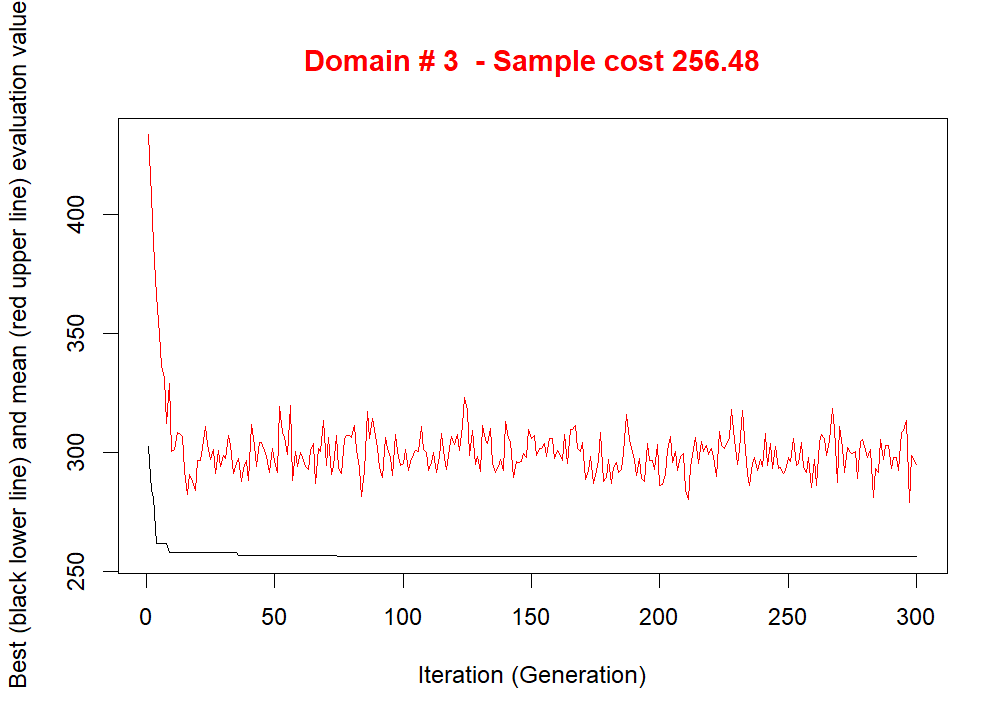 Domain # 3  - Sample cost 256.48
Best (black lower line) and mean (red upper line) evaluation value
400
350
300
250
0 50 100 150 200 250 300
Iteration (Generation)